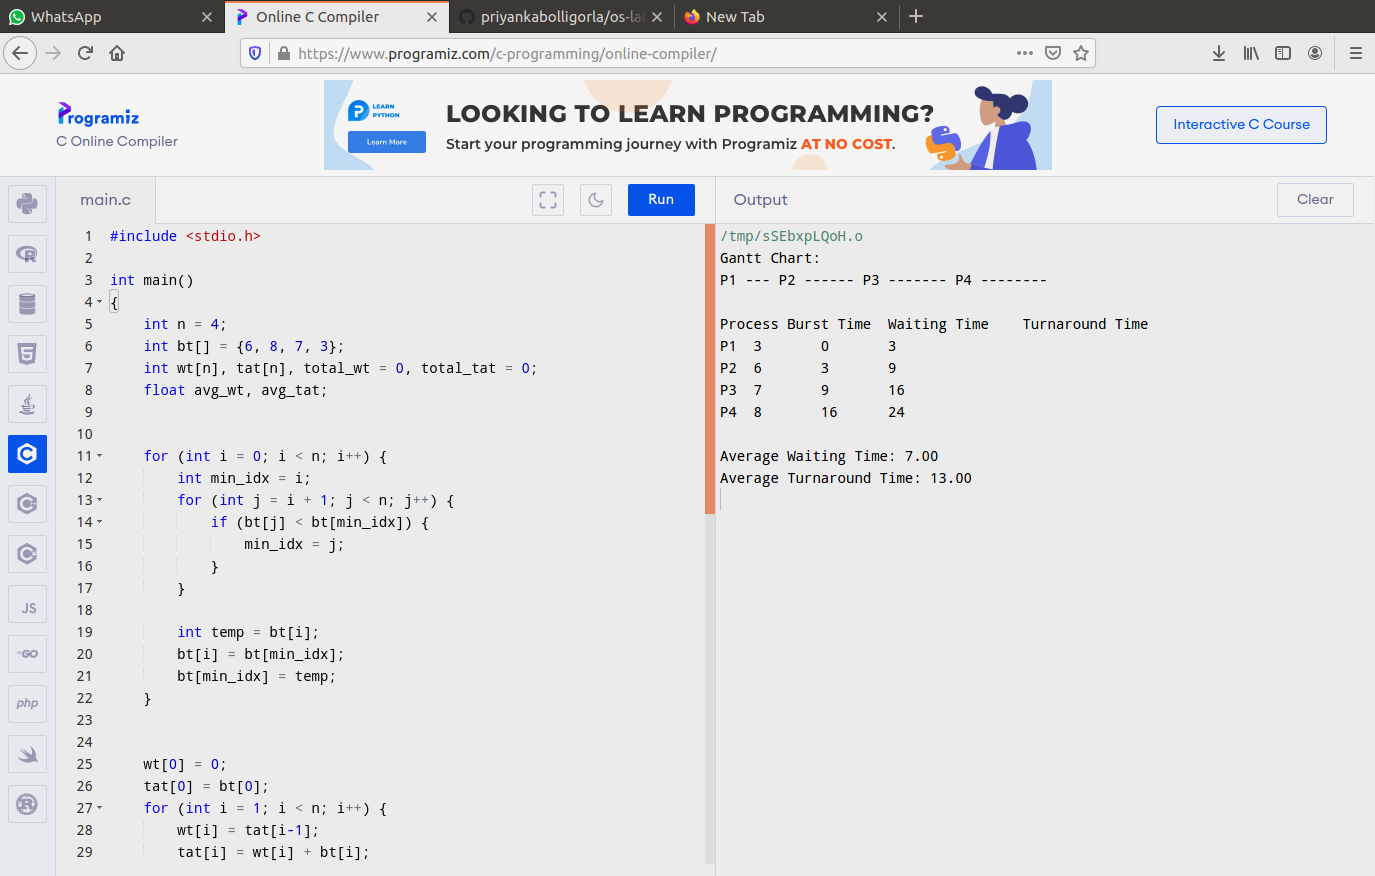 WhatsApp
Online C Compiler
priyankabolligorla/os-la
New Tab
https://www.programiz.com/c-programming/online-compiler/
Programiz
C Online Compiler
LEARN PYTHON
Learn More
LOOKING TO LEARN PROGRAMMING?
Start your programming journey with Programiz AT NO COST.
Interactive C Course
main.c
Run
Output
Clear
JS
GO
php
1 #include <stdio.h>
2
3 int main()
4 {
5     int n = 4;
6     int bt[] = {6, 8, 7, 3};
7     int wt[n], tat[n], total_wt = 0, total_tat = 0;
8     float avg_wt, avg_tat;
9
10
11     for (int i = 0; i < n; i++) {
12         int min_idx = i;
13         for (int j = i + 1; j < n; j++) {
14             if (bt[j] < bt[min_idx]) {
15                 min_idx = j;
16             }
17         }
18
19         int temp = bt[i];
20         bt[i] = bt[min_idx];
21         bt[min_idx] = temp;
22     }
23
24
25     wt[0] = 0;
26     tat[0] = bt[0];
27     for (int i = 1; i < n; i++) {
28         wt[i] = tat[i-1];
29         tat[i] = wt[i] + bt[i];
/tmp/sSEbxpLQoH.o
Gantt Chart:
P1 --- P2 ------ P3 ------- P4 --------
Process Burst Time  Waiting Time    Turnaround Time
P1  3       0       3
P2  6       3       9
P3  7       9       16
P4  8       16      24
Average Waiting Time: 7.00
Average Turnaround Time: 13.00